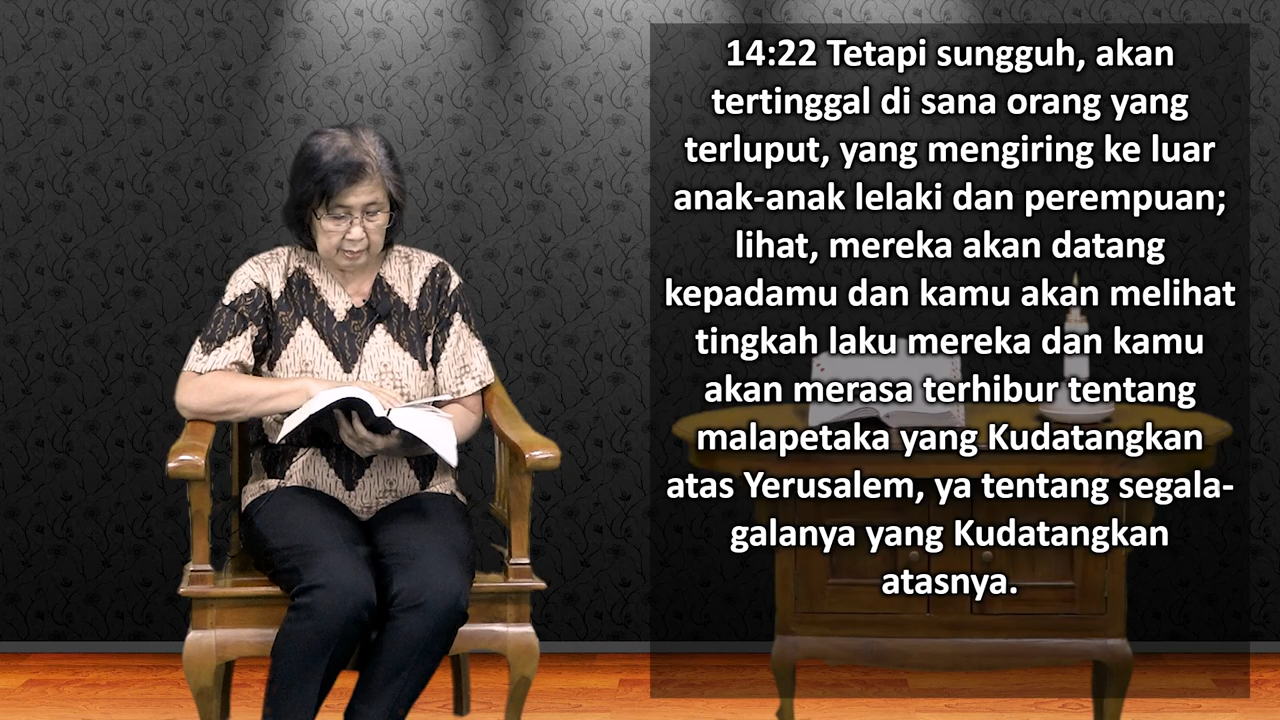 14:22 Tetapi sungguh, akan
tertinggal di sana orang yang
terluput, yang mengiring ke luar
anak-anak lelaki dan perempuan;
lihat, mereka akan datang
kepadamu dan kamu akan melihat
tingkah laku mereka dan kamu
akan merasa terhibur tentang
malapetaka yang Kudatangkan
atas Yerusalem, ya tentang segala-
galanya yang Kudatangkan
atasnya.